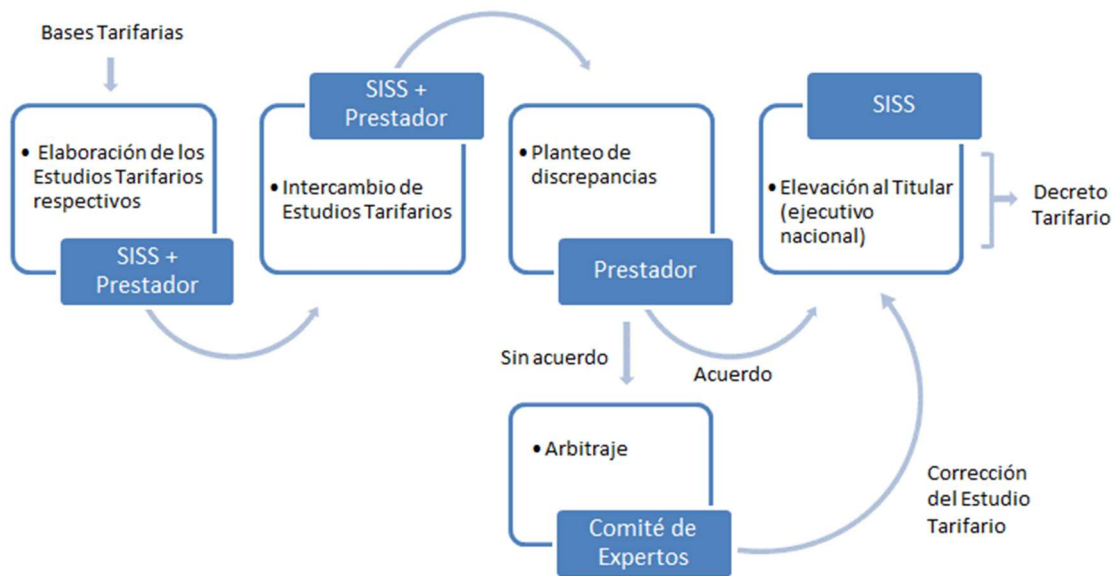 Bases Tarifarias
• Elaboración de los
Estudios Tarifarios
respectivos
SISS +
Prestador
SISS +
Prestador
• Intercambio de
Estudios Tarifarios
• Planteo de
discrepancias
Prestador
SISS
• Elevación al Titular
(ejecutivo
nacional)
Decreto
Tarifario
Sin acuerdo
Acuerdo
• Arbitraje
Comité de
Expertos
Corrección
del Estudio
Tarifario